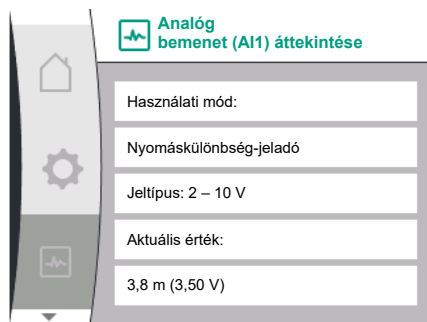 Analóg
bemenet (AI1) áttekintése
Használati mód:
Nyomáskülönbség-jeladó
Jeltípus: 2 – 10 V
Aktuális érték:
3,8 m (3,50 V)